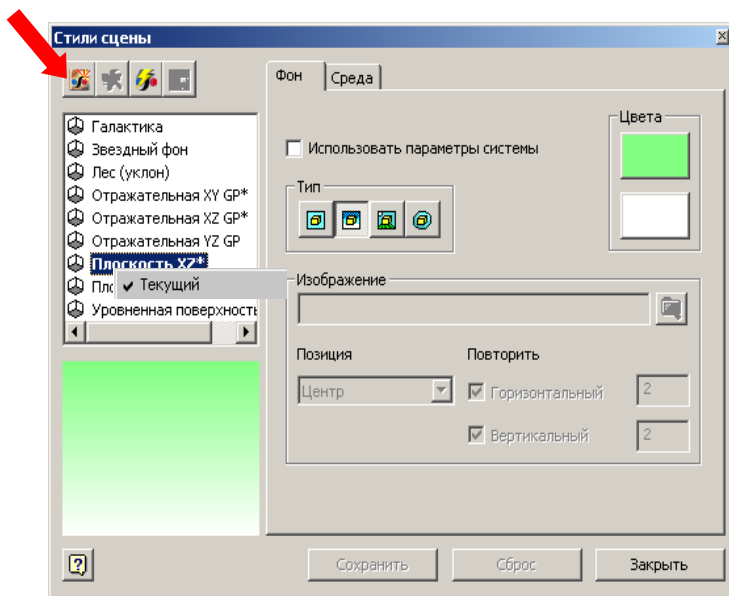 Стили сцены
Фон
Среда
Галактика
Звездный фон
Лес (уклон)
Отражательная XY GP*
Отражательная XZ GP*
Отражательная YZ GP
Плоскость XZ*
Текущий
Уровненная поверхность
Использовать параметры системы
Тип
Цвета
Изображение
Позиция
Повторить
Центр
Горизонтальный
2
Вертикальный
2
Сохранить
Сброс
Закрыть